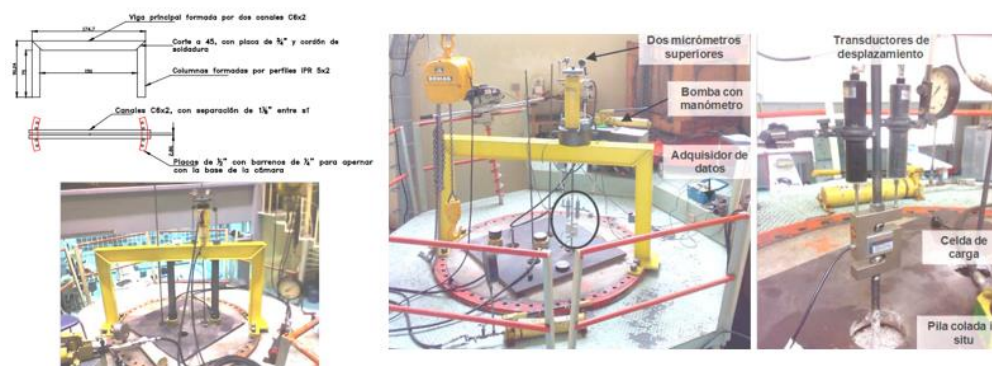 Viga principal formada por dos canales C6x2
Corte a 45, con placa de ¾" y cordón de
soldadura
Columnas formadas por perfiles IPR 5x2
Canales C6x2, con separación de 1⅜" entre sí
Placas de ½" con barrenos de ¾" para apernar
con la base de la cámara
Dos micrómetros
superiores
Bomba con
manómetro
Adquisidor de
datos
Transductores de
desplazamiento
Celda de
carga
Pila colada i
situ